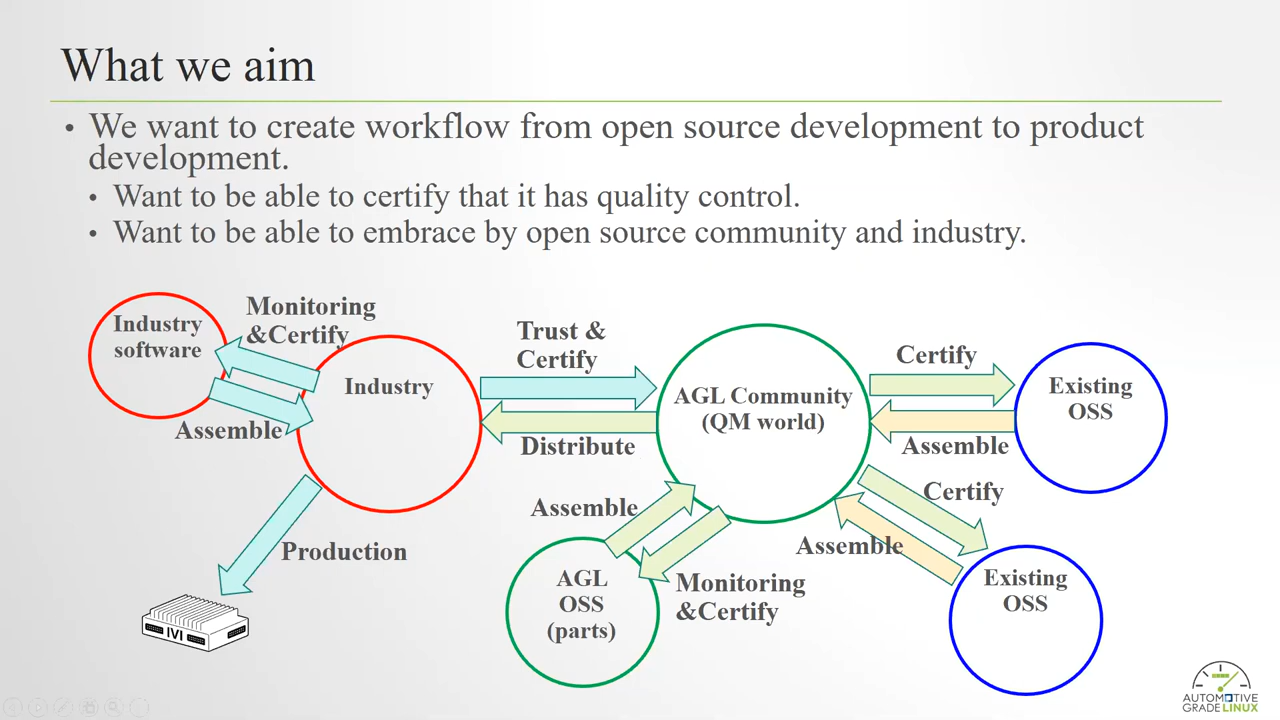 What we aim
• We want to create workflow from open source development to product
development.
• Want to be able to certify that it has quality control.
• Want to be able to embrace by open source community and industry.
Industry
software
Monitoring
&Certify
Assemble
Industry
Trust &
Certify
Distribute
AGL Community
(QM world)
Certify
Assemble
Existing
OSS
Certify
Assemble
Existing
OSS
Assemble
Monitoring
&Certify
AGL
OSS
(parts)
Production
IVI
AUTOMOTIVE
GRADE LINUX